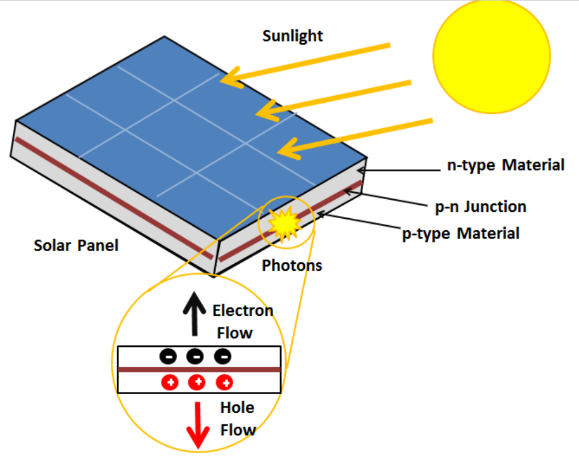 Sunlight
n-type Material
p-n Junction
p-type Material
Solar Panel
Photons
Electron
Flow
- - -
+ + +
Hole
Flow